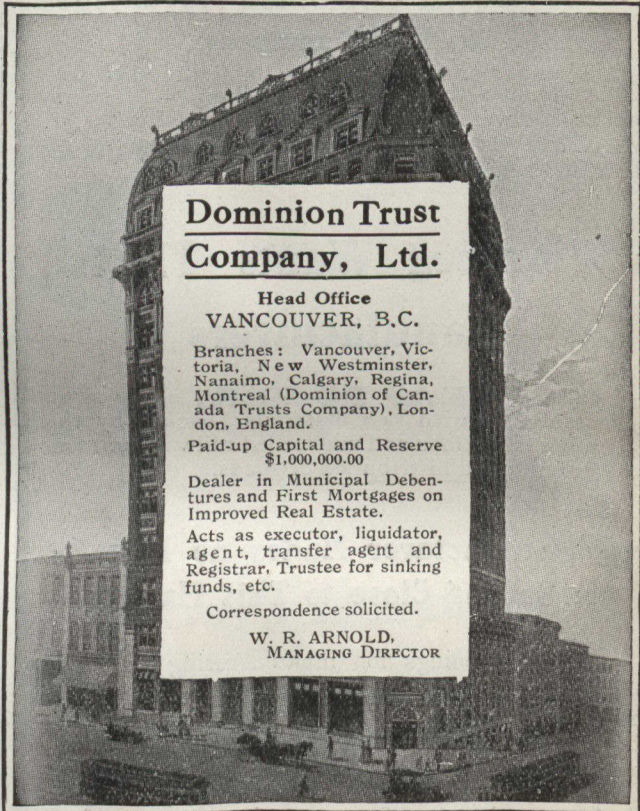 Dominion Trust
Company, Ltd.
Head Office
VANCOUVER, B.C.
Branches: Vancouver, Vic-
toria, New Westminster,
Nanaimo, Calgary, Regina,
Montreal (Dominion of Can-
ada Trusts Company), Lon-
don, England.
Paid-up Capital and Reserve
$1,000,000.00
Dealer in Municipal Deben-
tures and First Mortgages on
Improved Real Estate.
Acts as executor, liquidator,
agent, transfer agent and
Registrar, Trustee for sinking
funds, etc.
Correspondence solicited.
W. R. ARNOLD,
MANAGING DIRECTOR